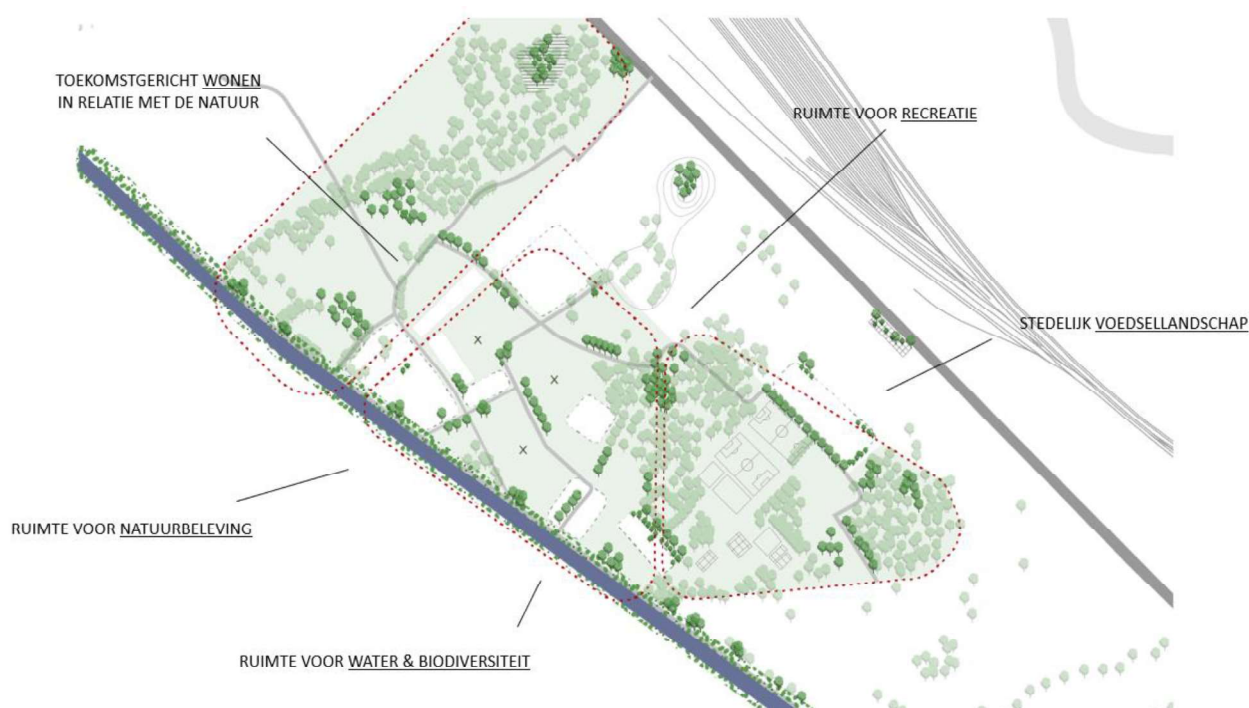 TOEKOMSTGERICHT WONEN
IN RELATIE MET DE NATUUR
RUIMTE VOOR RECREATIE
STEDELIJK VOEDSELLANDSCHAP
RUIMTE VOOR NATUURBELEVING
RUIMTE VOOR WATER & BIODIVERSITEIT